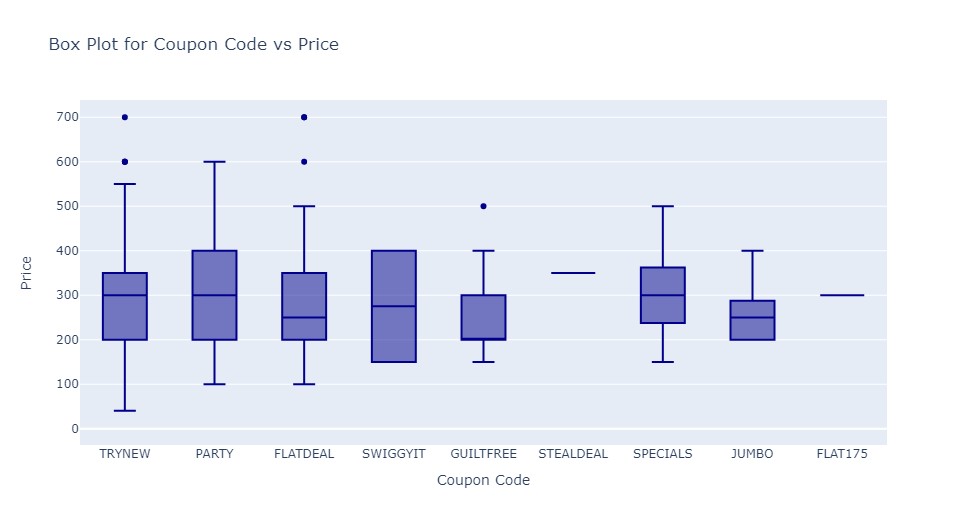 Box Plot for Coupon Code vs Price
700
600
500
400
300
200
100
0
Price
TRYNEW PARTY FLATDEAL SWIGGYIT GUILTFREE STEALDEAL SPECIALS JUMBO FLAT175
Coupon Code